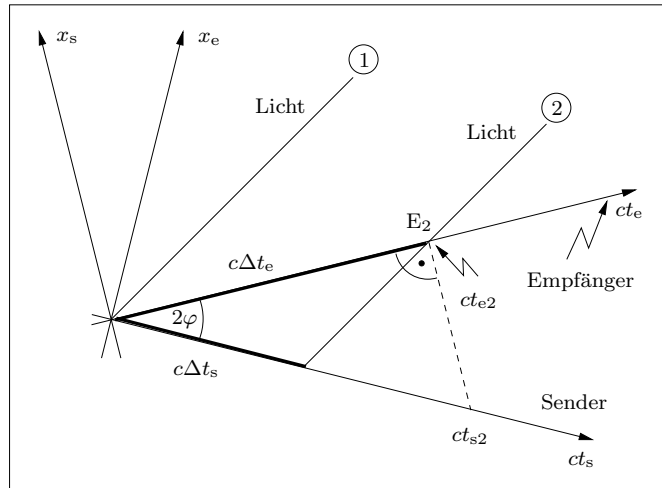 x_s
x_e
1
Licht
2
Licht
E_2
ct_e
cΔt_e
Empfänger
ct_e2
2φ
cΔt_s
Sender
ct_s2
ct_s